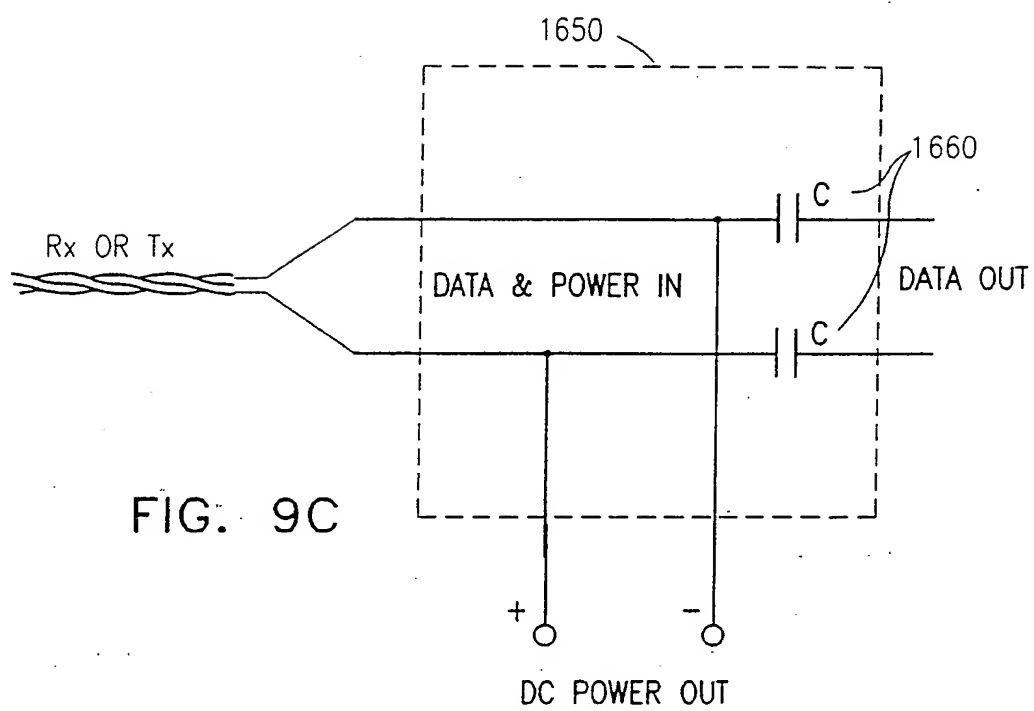 1650
1660
C
Rx OR Tx
DATA & POWER IN
DATA OUT
C
FIG. 9C
+
-
DC POWER OUT